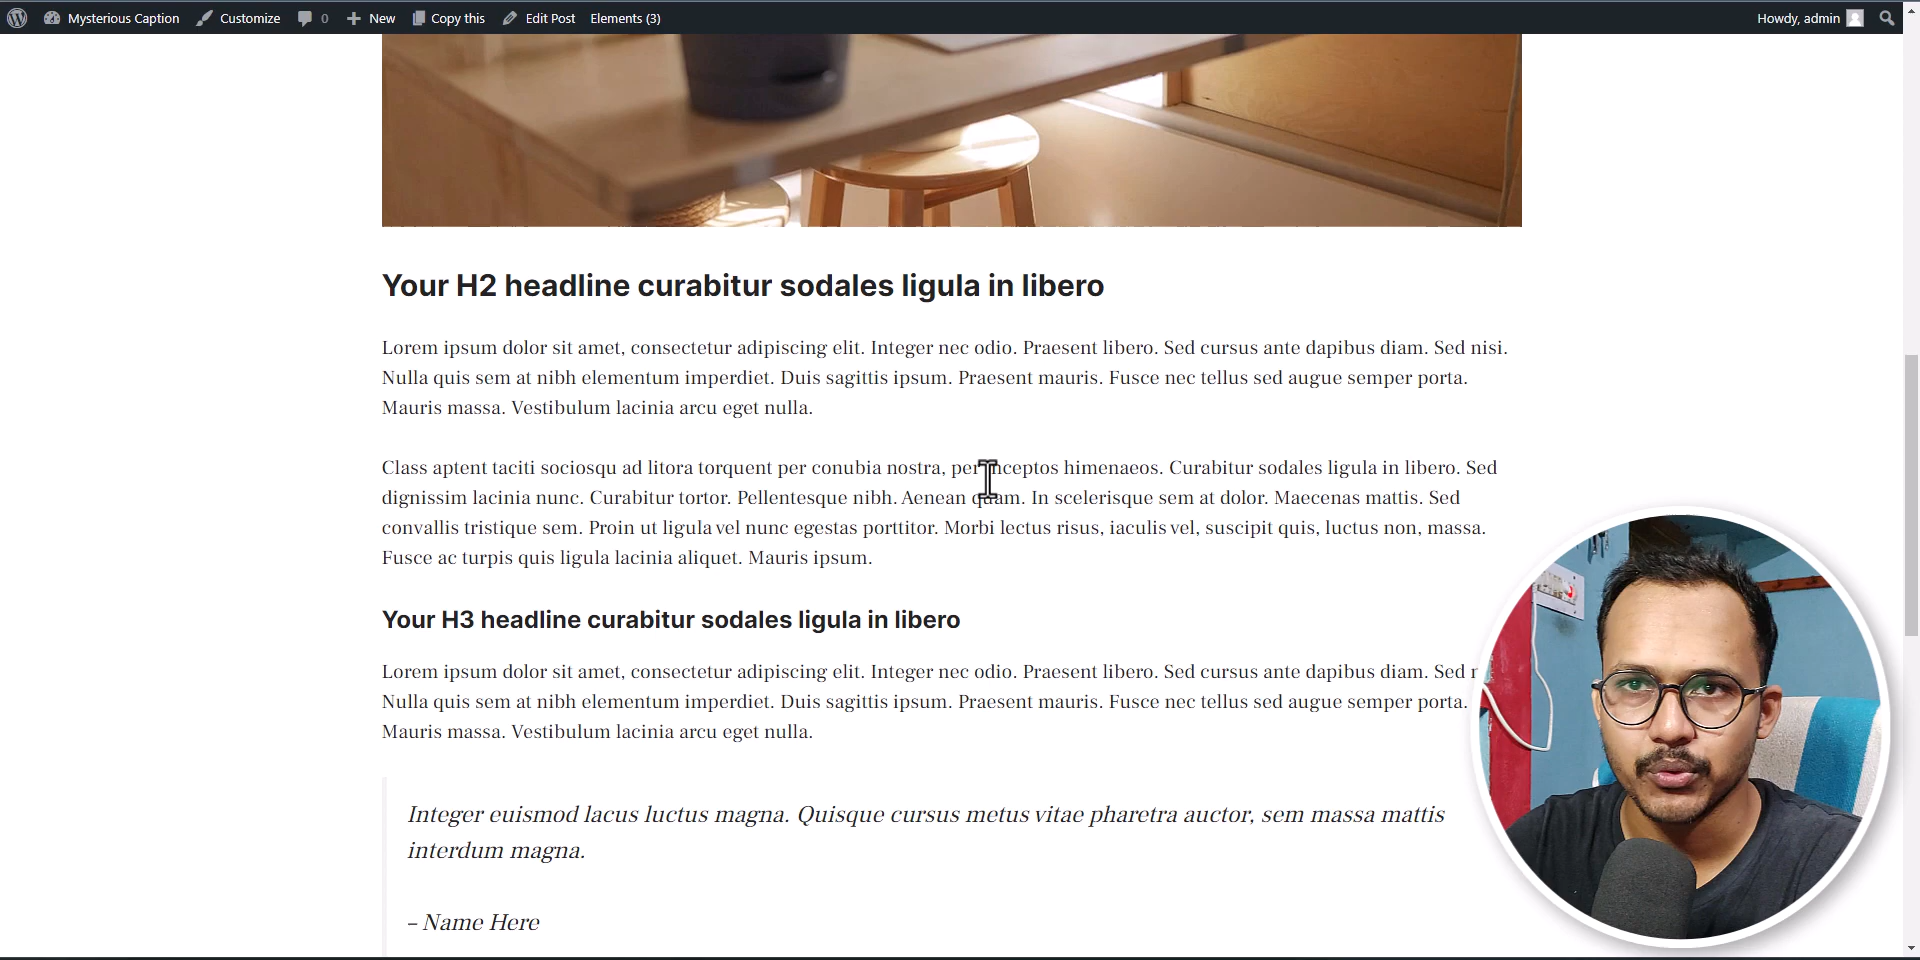 Mysterious Caption Customize 0 New Copy this Edit Post Elements (3) Howdy, admin
Your H2 headline curabitur sodales ligula in libero
Lorem ipsum dolor sit amet, consectetur adipiscing elit. Integer nec odio. Praesent libero. Sed cursus ante dapibus diam. Sed nisi.
Nulla quis sem at nibh elementum imperdiet. Duis sagittis ipsum. Praesent mauris. Fusce nec tellus sed augue semper porta.
Mauris massa. Vestibulum lacinia arcu eget nulla.
Class aptent taciti sociosqu ad litora torquent per conubia nostra, per inceptos himenaeos. Curabitur sodales ligula in libero. Sed
dignissim lacinia nunc. Curabitur tortor. Pellentesque nibh. Aenean quam. In scelerisque sem at dolor. Maecenas mattis. Sed
convallis tristique sem. Proin ut ligula vel nunc egestas porttitor. Morbi lectus risus, iaculis vel, suscipit quis, luctus non, massa.
Fusce ac turpis quis ligula lacinia aliquet. Mauris ipsum.
Your H3 headline curabitur sodales ligula in libero
Lorem ipsum dolor sit amet, consectetur adipiscing elit. Integer nec odio. Praesent libero. Sed cursus ante dapibus diam. Sed
Nulla quis sem at nibh elementum imperdiet. Duis sagittis ipsum. Praesent mauris. Fusce nec tellus sed augue semper porta.
Mauris massa. Vestibulum lacinia arcu eget nulla.
Integer euismod lacus luctus magna. Quisque cursus metus vitae pharetra auctor, sem massa mattis
interdum magna.
– Name Here